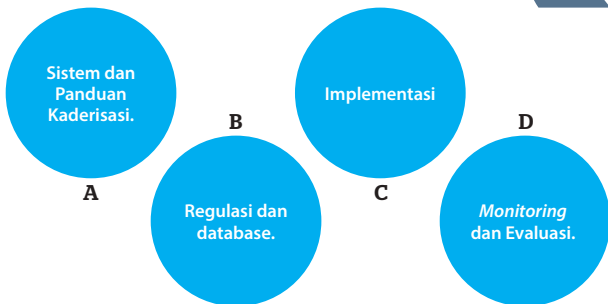 Sistem dan
Panduan
Kaderisasi.
A
B
Regulasi dan
database.
Implementasi
C
D
Monitoring
dan Evaluasi.